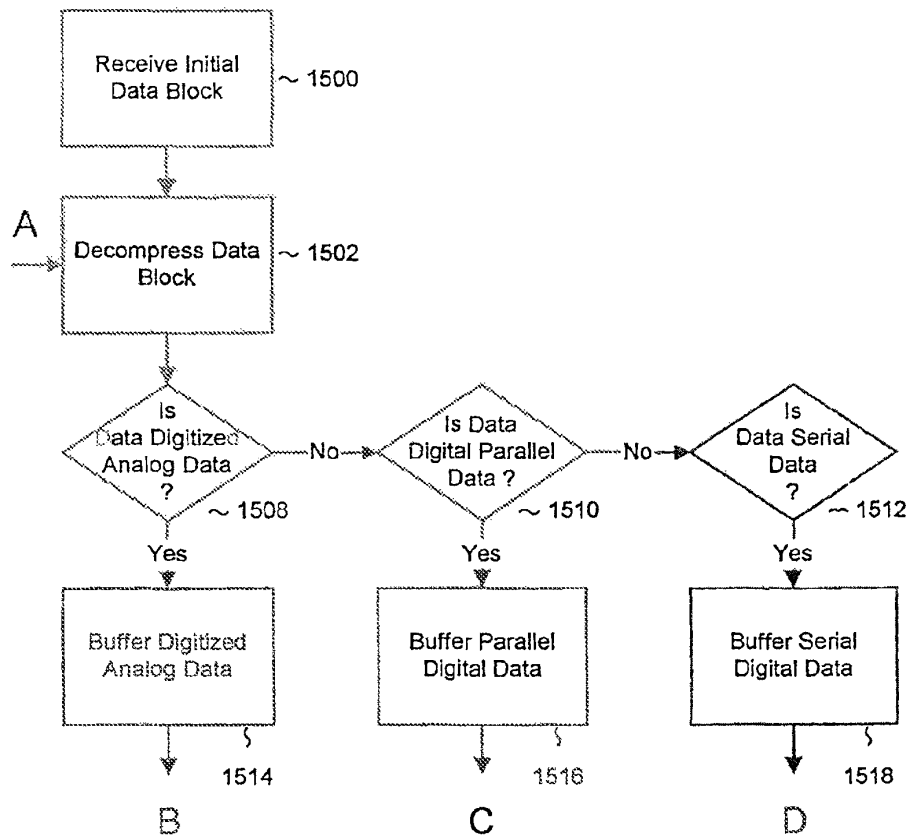 Receive Initial
Data Block
~ 1500
A
Decompress Data
Block
~ 1502
Is
Data Digitized
Analog Data
?
~ 1508
No
Is Data
Digital Parallel
Data ?
~ 1510
No
Is
Data Serial
Data
?
~ 1512
Yes
Yes
Yes
Buffer Digitized
Analog Data
Buffer Parallel
Digital Data
Buffer Serial
Digital Data
1514
1516
1518
B
C
D